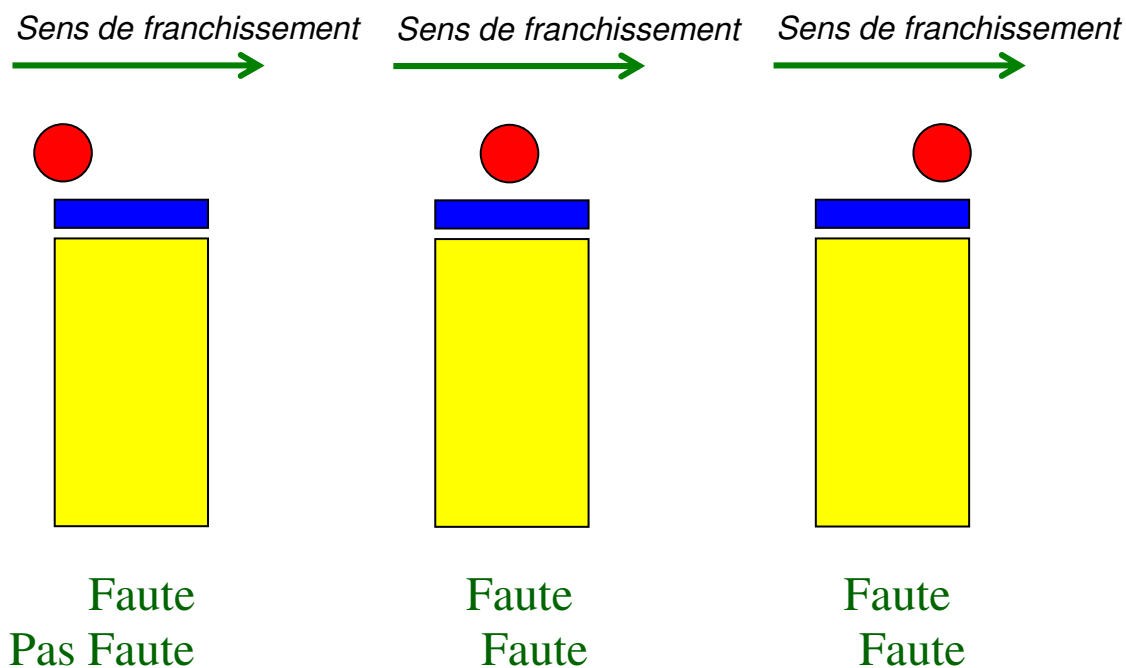 Sens de franchissement Sens de franchissement Sens de franchissement
Faute Faute Faute
Pas Faute Faute Faute